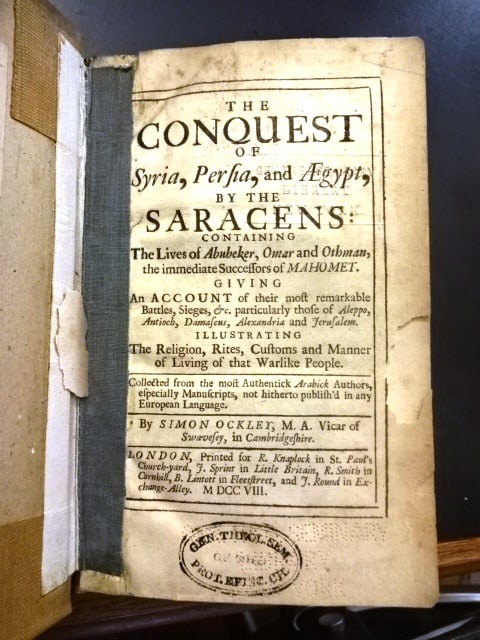 THE
CONQUEST
OF
Syria, Perſia, and Ægypt,
BY THE
SARACENS:
CONTAINING
The Lives of Abubeker, Omar and Othman,
the immediate Succeſſors of MAHOMET.
GIVING
An ACCOUNT of their moſt remarkable
Battles, Sieges, &c. particularly thoſe of Aleppo,
Antioch, Damaſcus, Alexandria and Jeruſalem.
ILLUSTRATING
The Religion, Rites, Cuſtoms and Manner
of Living of that Warlike People.
Collected from the moſt Authentick Arabick Authors,
eſpecially Manuſcripts, not hitherto publiſh'd in any
European Language.
By SIMON OCKLEY, M. A. Vicar of
Swaveſey, in Cambridgeſhire.
LONDON, Printed for R. Knaplock in St. Paul's
Church-yard, J. Sprint in Little Britain, R. Smith in
Cornhill, B. Lintott in Fleetſtreet, and J. Round in Ex-
change-Alley. M DCC VIII.
GEN. THEOL. SEM.
OF THE
PROT. EPISC. CH.